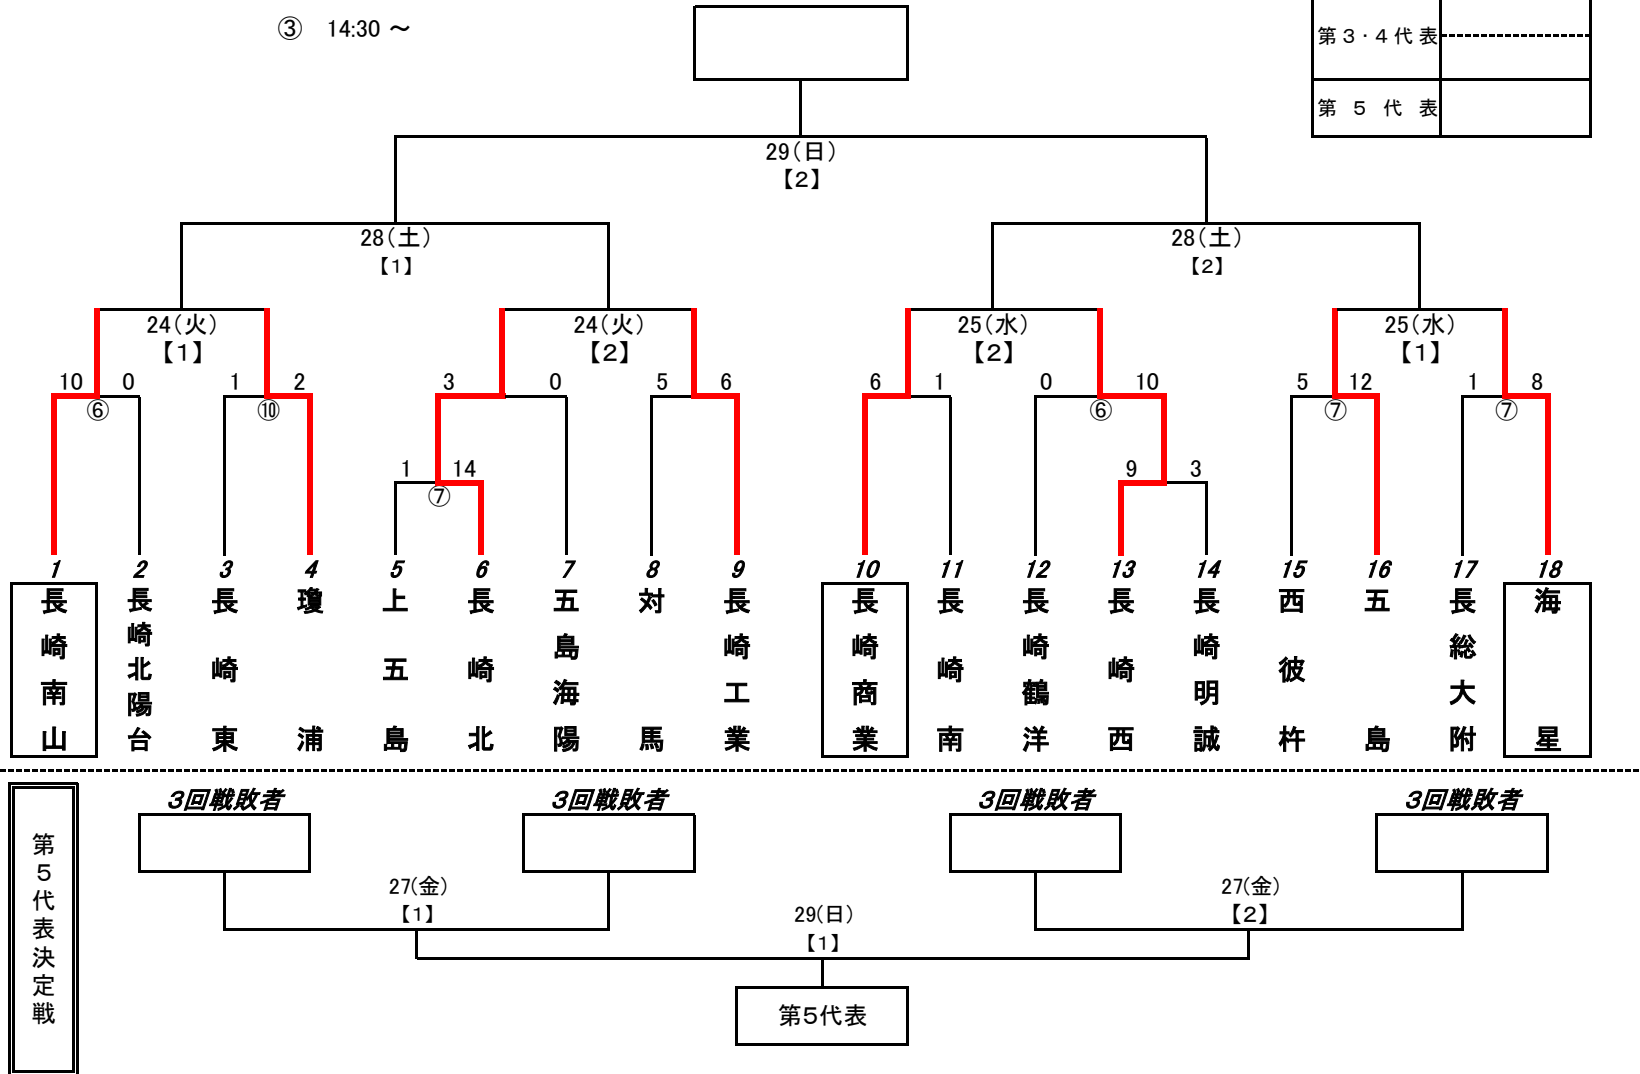 ③ 14:30 ～
第３・４代表
第５代表
29(日)
【2】
28(土)
【1】
28(土)
【2】
24(火)
【1】
24(火)
【2】
25(水)
【2】
25(水)
【1】
10 0 1 2 3 0 5 6 6 1 0 10 5 12 1 8
⑥ ⑩ ⑥ ⑦ ⑦
1 14 9 3
⑦
1 2 3 4 5 6 7 8 9 10 11 12 13 14 15 16 17 18
長崎南山
長崎北陽台
長崎東
瓊浦
上五島
長崎北
五島海陽
対馬
長崎工業
長崎商業
長崎南
長崎鶴洋
長崎西
長崎明誠
西彼杵
五島
長総大附
海星
第５代表決定戦
３回戦敗者 ３回戦敗者 ３回戦敗者 ３回戦敗者
27(金)
【1】
27(金)
【2】
29(日)
【1】
第５代表